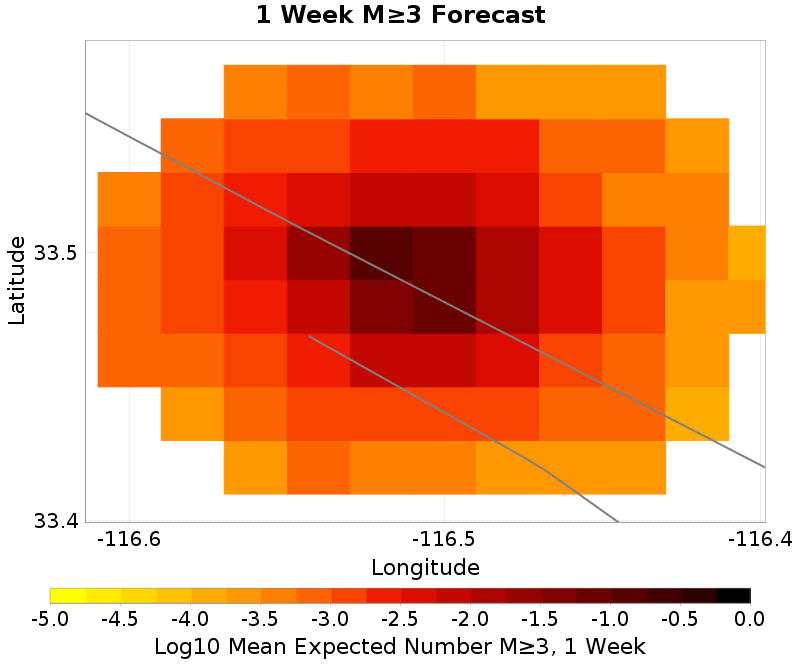 1 Week M≥3 Forecast
Latitude
33.5
33.4
-116.6 -116.5 -116.4
Longitude
-5.0 -4.5 -4.0 -3.5 -3.0 -2.5 -2.0 -1.5 -1.0 -0.5 0.0
Log10 Mean Expected Number M≥3, 1 Week